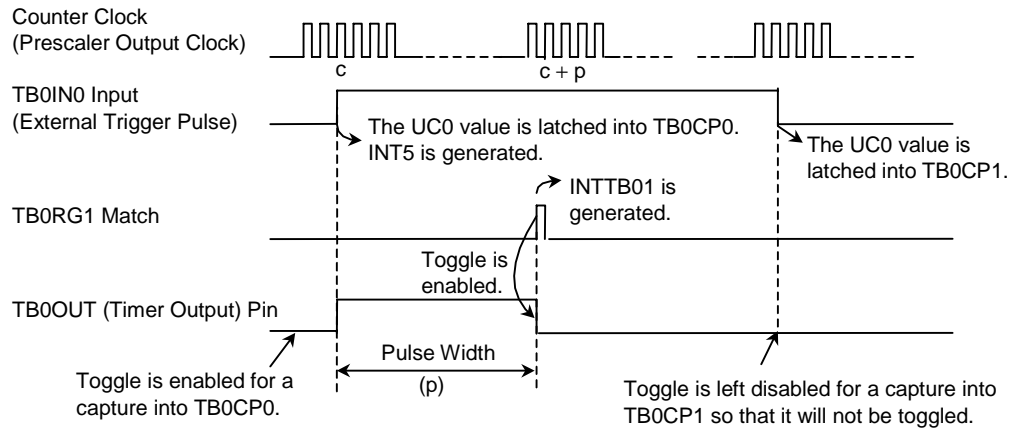 Counter Clock
(Prescaler Output Clock)
c
c + p
TB0IN0 Input
(External Trigger Pulse)
The UC0 value is latched into TB0CP0.
INT5 is generated.
The UC0 value is
latched into TB0CP1.
INTTB01 is
generated.
TB0RG1 Match
Toggle is
enabled.
TB0OUT (Timer Output) Pin
Pulse Width
(p)
Toggle is enabled for a
capture into TB0CP0.
Toggle is left disabled for a capture into
TB0CP1 so that it will not be toggled.